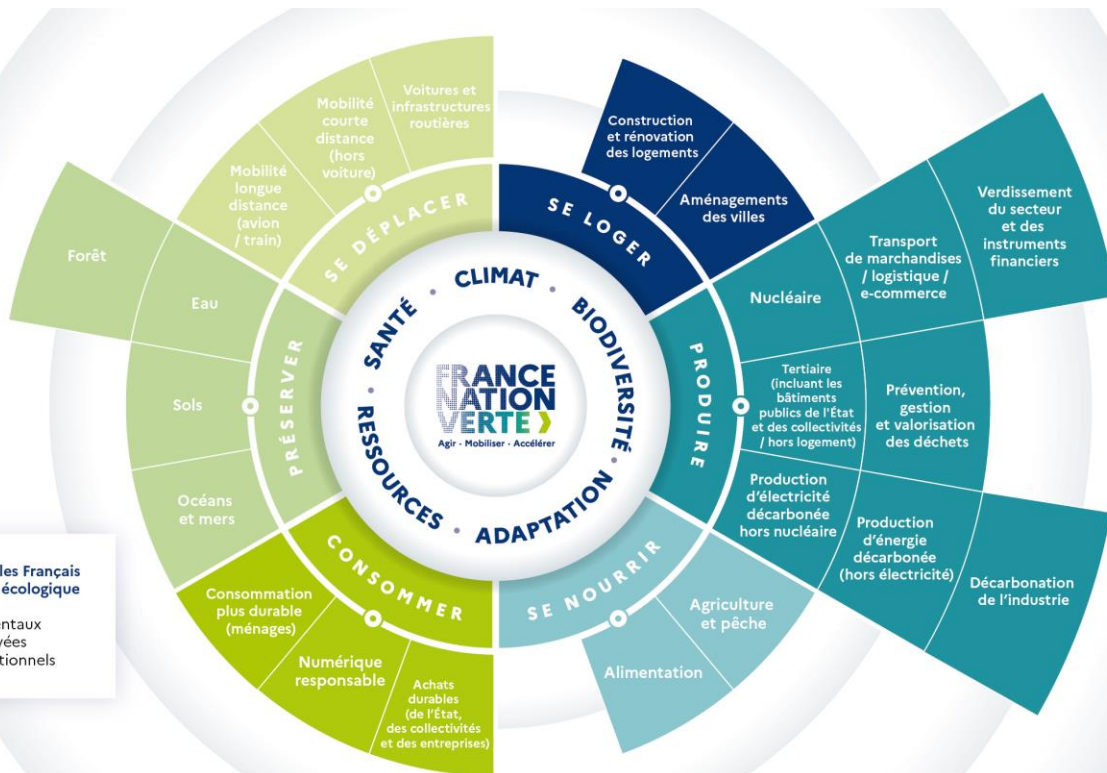 FRANCE
NATION
VERTE
Agir • Mobiliser • Accélérer
CLIMAT • BIODIVERSITÉ • ADAPTATION • RESSOURCES • SANTÉ •
SE LOGER
Construction
et rénovation
des logements
Aménagements
des villes
PRODUIRE
Nucléaire
Transport
de marchandises
/ logistique /
e-commerce
Verdissement
du secteur
et des
instruments
financiers
Tertiaire
(incluant les
bâtiments
publics de l'État
et des collectivités
/ hors logement)
Prévention,
gestion
et valorisation
des déchets
Production
d'électricité
décarbonée
hors nucléaire
Production
d'énergie
décarbonée
(hors électricité)
Décarbonation
de l'industrie
SE NOURRIR
Agriculture
et pêche
Alimentation
CONSOMMER
Achats
durables
(de l'État,
des collectivités
et des entreprises)
Numérique
responsable
Consommation
plus durable
(ménages)
PRÉSERVER
Océans
et mers
Sols
Eau
Forêt
SE DÉPLACER
Mobilité
longue
distance
(avion
/ train)
Mobilité
courte
distance
(hors
voiture)
Voitures et
infrastructures
routières
les Français
écologique
entaux
vées
tionnels